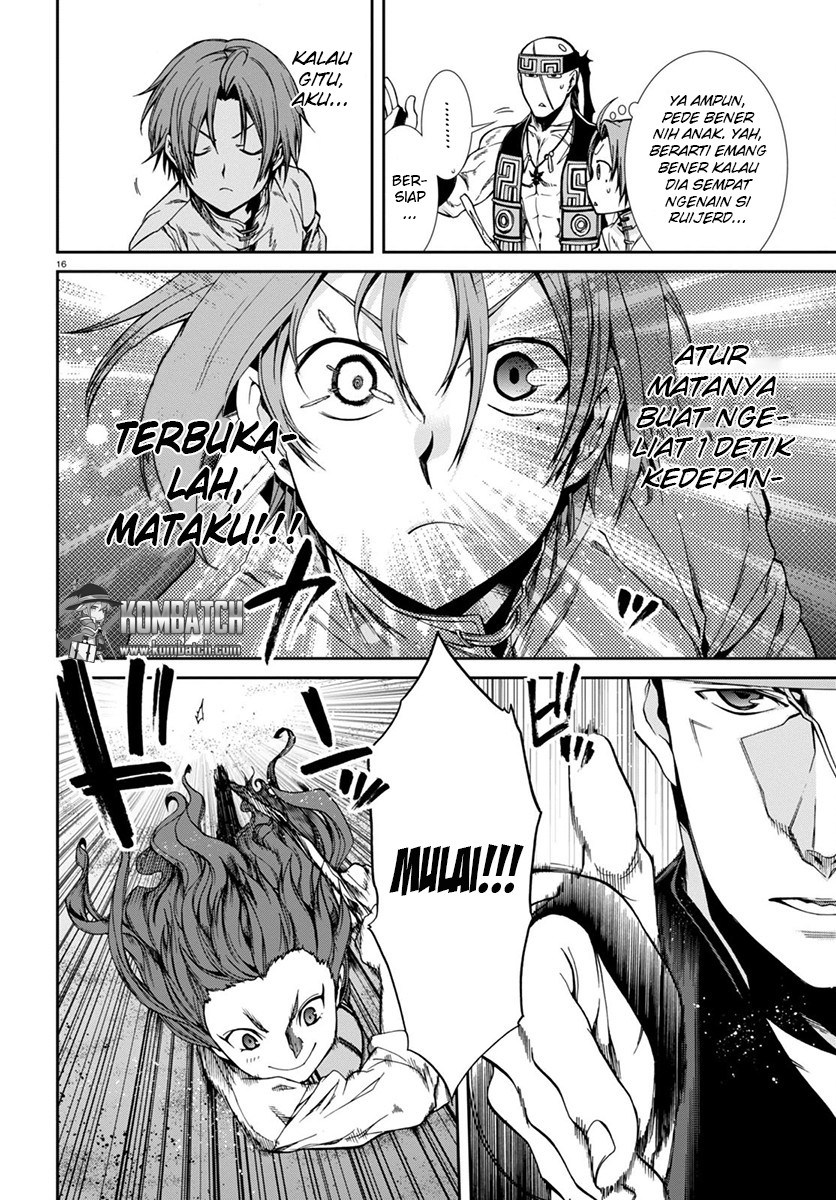 YA AMPUN,
PEDE BENER
NIH ANAK. YAH,
BERARTI EMANG
BENER KALAU
DIA SEMPAT
NGENAIN SI
RUIJERD...
.........
BER-
SIAP
...
KALAU
GITU,
AKU...
16
ATUR
MATANYA
BUAT NGE-
LIAT 1 DETIK
KEDEPAN-
TERBUKA-
LAH,
MATAKU!!!
KOMBATCH
www.kombatch.com
MULAI!!!